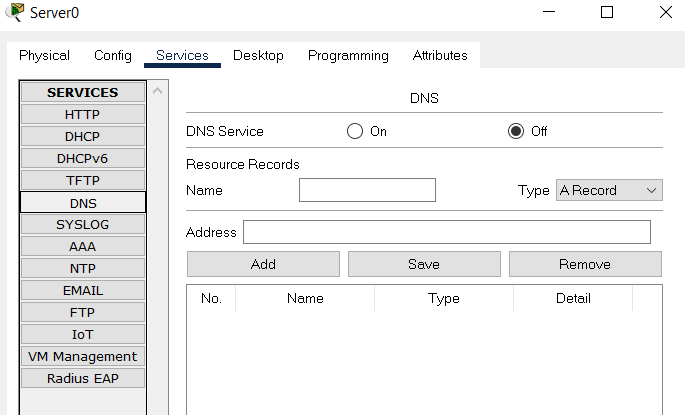 Server0
Physical Config Services Desktop Programming Attributes
SERVICES
HTTP
DHCP
DHCPv6
TFTP
DNS
SYSLOG
AAA
NTP
EMAIL
FTP
IoT
VM Management
Radius EAP
DNS
DNS Service On Off
Resource Records
Name Type A Record
Address
Add Save Remove
No. Name Type Detail